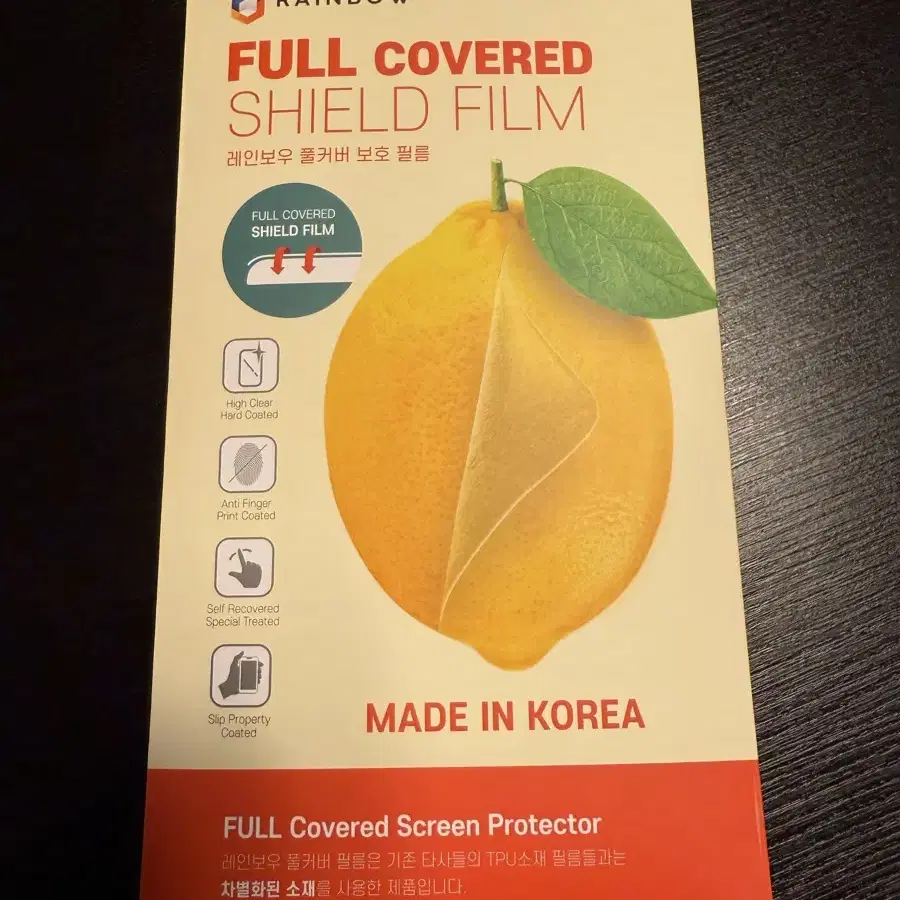 RAINBOW
FULL COVERED
SHIELD FILM
레인보우 풀커버 보호 필름
FULL COVERED
SHIELD FILM
High Clear
Hard Coated
Anti Finger
Print Coated
Self Recovered
Special Treated
Slip Property
Coated
MADE IN KOREA
FULL Covered Screen Protector
레인보우 풀커버 필름은 기존 타사들의 TPU소재 필름들과는
차별화된 소재를 사용한 제품입니다.